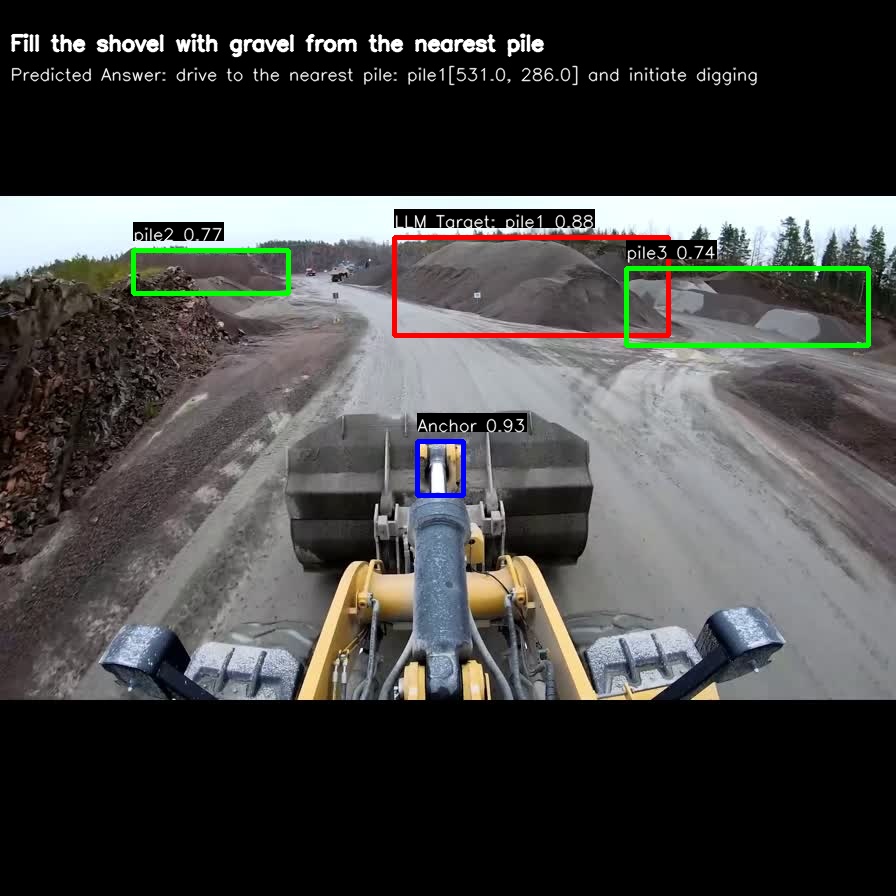 Fill the shovel with gravel from the nearest pile
Predicted Answer: drive to the nearest pile: pile1[531.0, 286.0] and initiate digging
LLM Target: pile1 0.88
pile2 0.77
pile3 0.74
Anchor 0.93